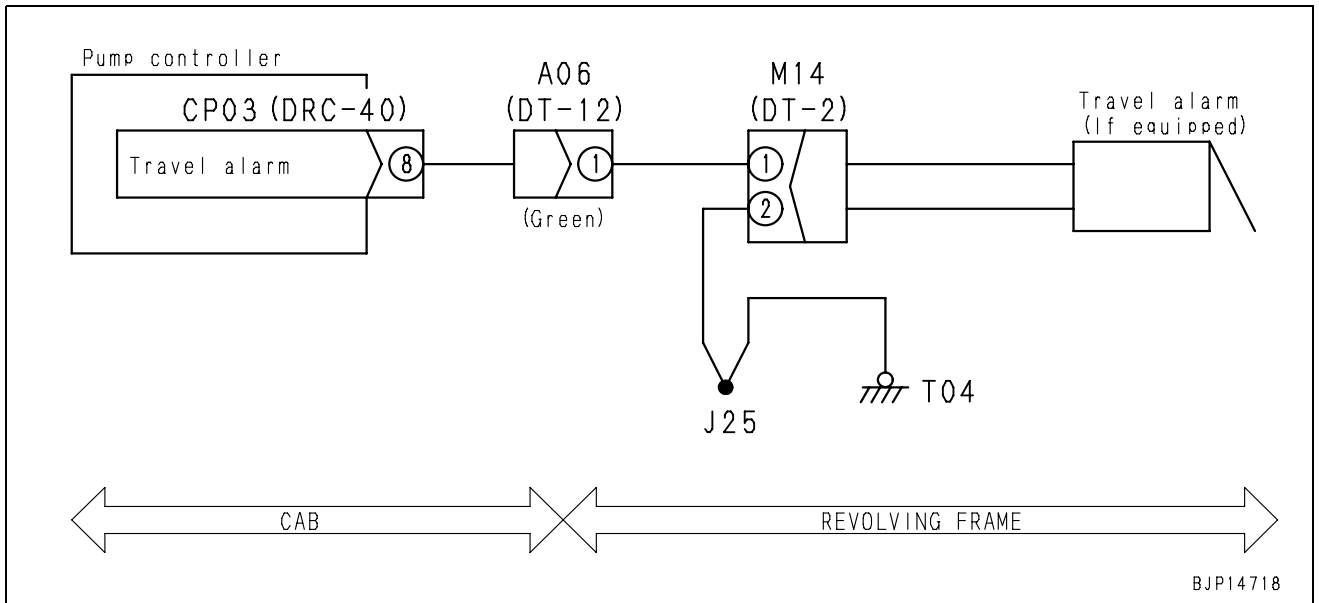 Pump controller
CP03 (DRC-40)
Travel alarm
8
A06
(DT-12)
1
(Green)
M14
(DT-2)
1
2
Travel alarm
(If equipped)
J25
T04
CAB
REVOLVING FRAME
BJP14718